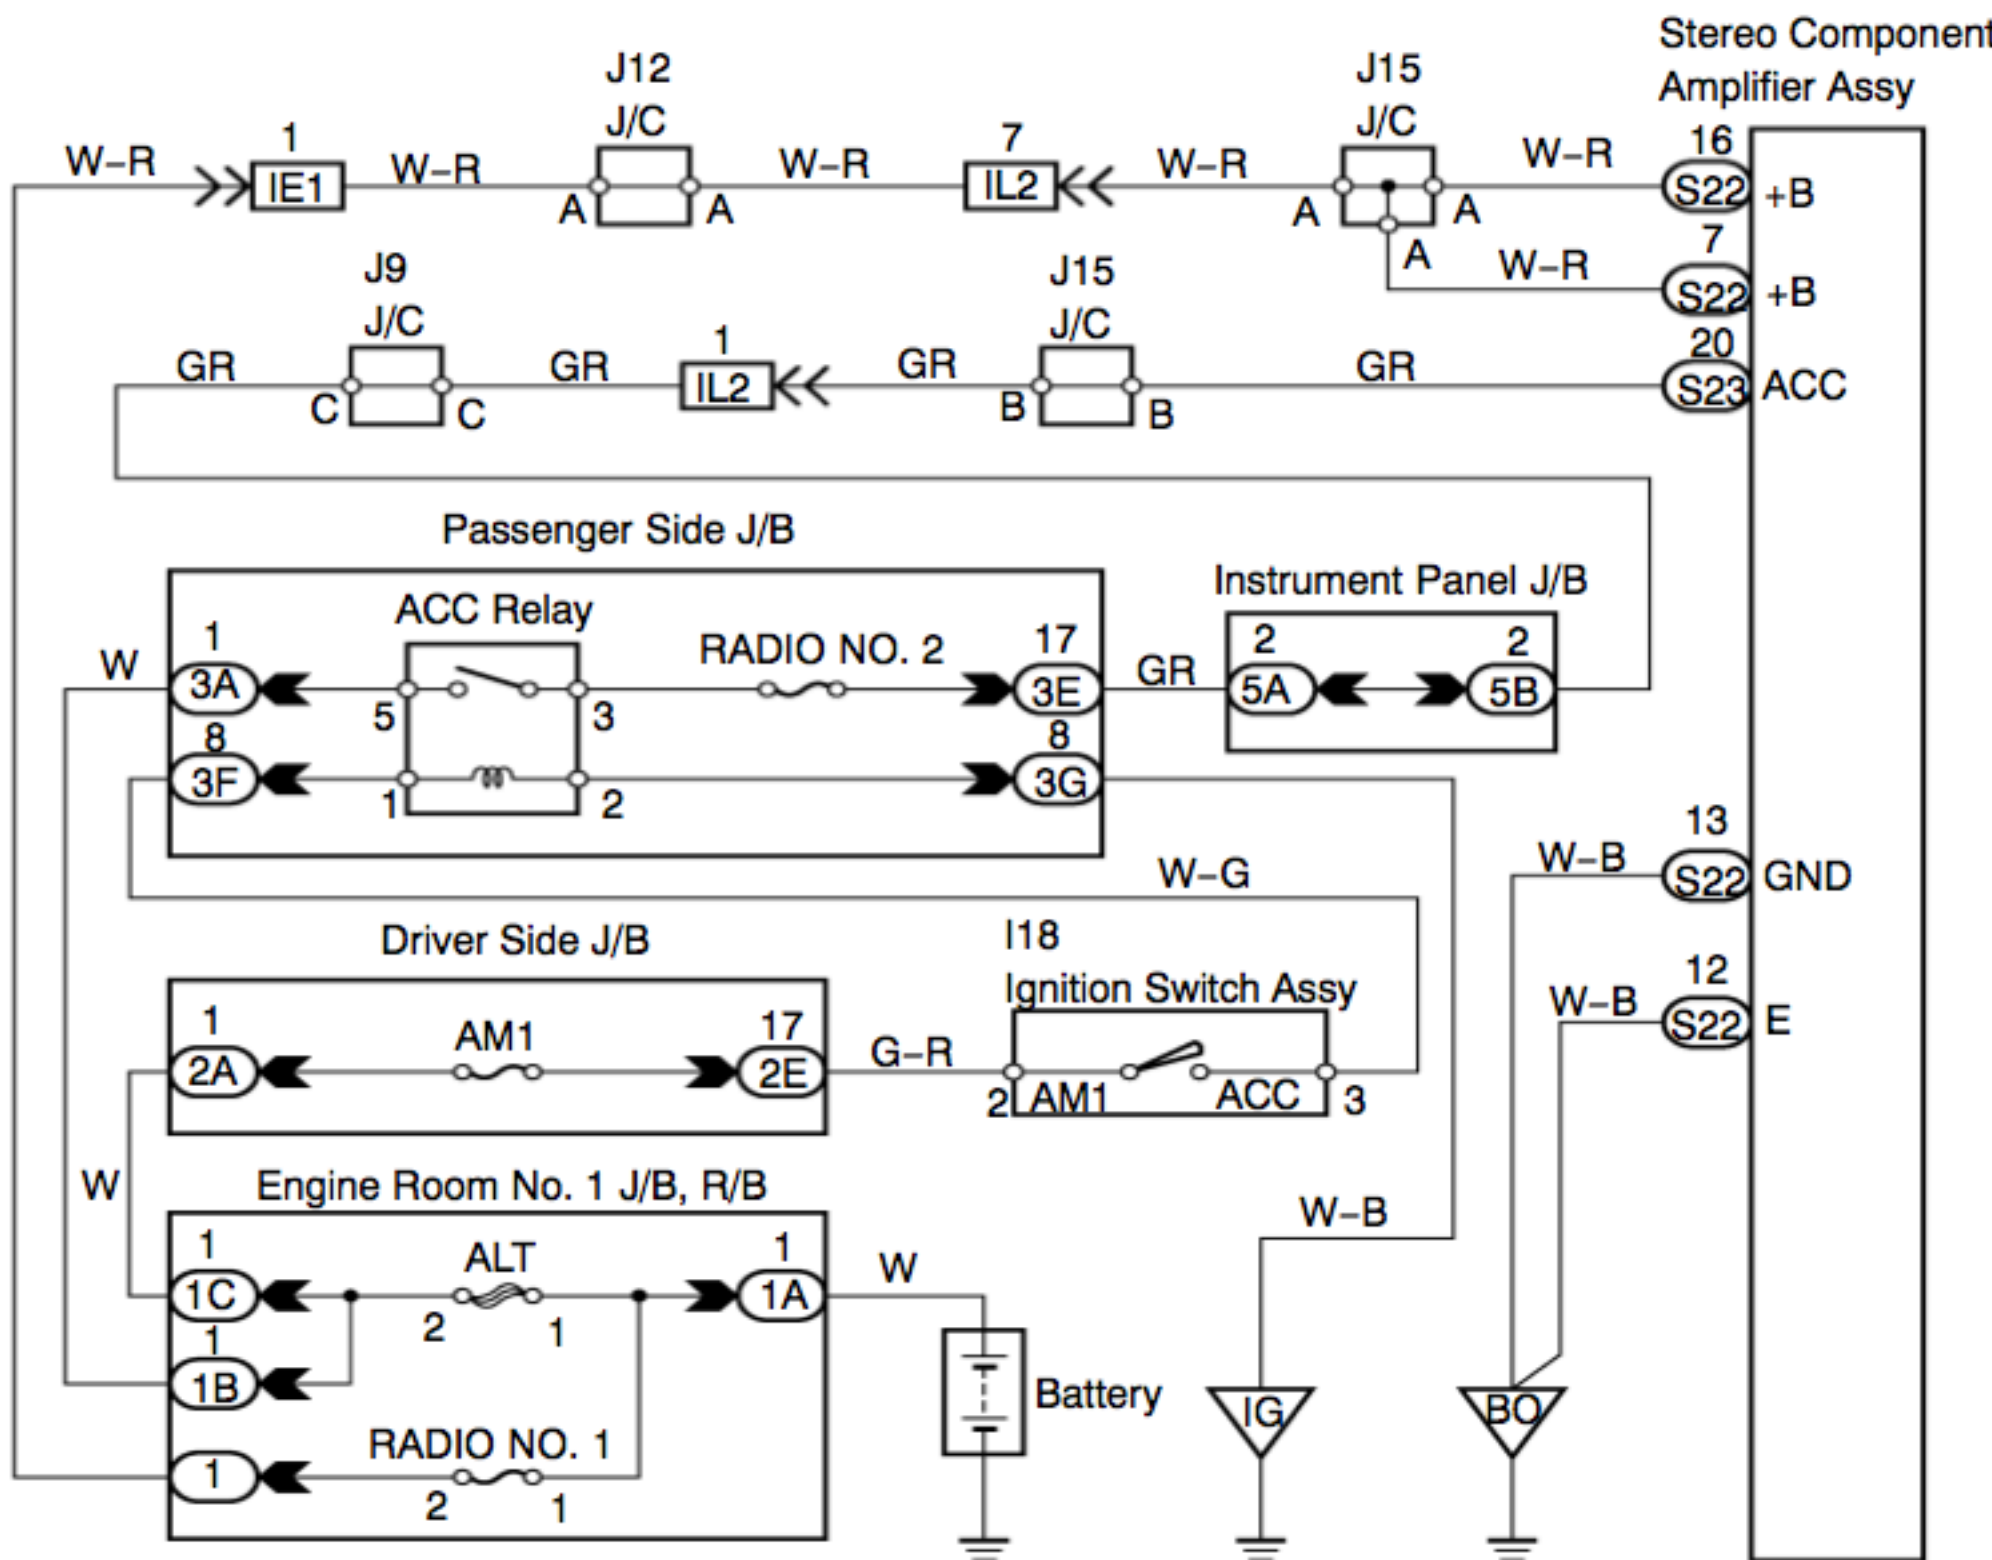 Stereo Component
Amplifier Assy
J12
J/C
J15
J/C
W–R
1
IE1
W–R
A
A
W–R
7
IL2
W–R
A
A
A
W–R
16
S22
+B
W–R
7
S22
+B
J9
J/C
J15
J/C
GR
C
C
GR
1
IL2
GR
B
B
GR
20
S23
ACC
Passenger Side J/B
Instrument Panel J/B
ACC Relay
RADIO NO. 2
W
1
3A
5
3
17
3E
GR
2
5A
2
5B
8
3F
1
2
8
3G
W–G
13
W–B
S22
GND
Driver Side J/B
I18
Ignition Switch Assy
12
W–B
S22
E
1
2A
AM1
17
2E
G–R
2
AM1
ACC
3
W
Engine Room No. 1 J/B, R/B
W–B
1
1C
ALT
2
1
1
1A
W
1
1B
Battery
IG
BO
RADIO NO. 1
1
2
1